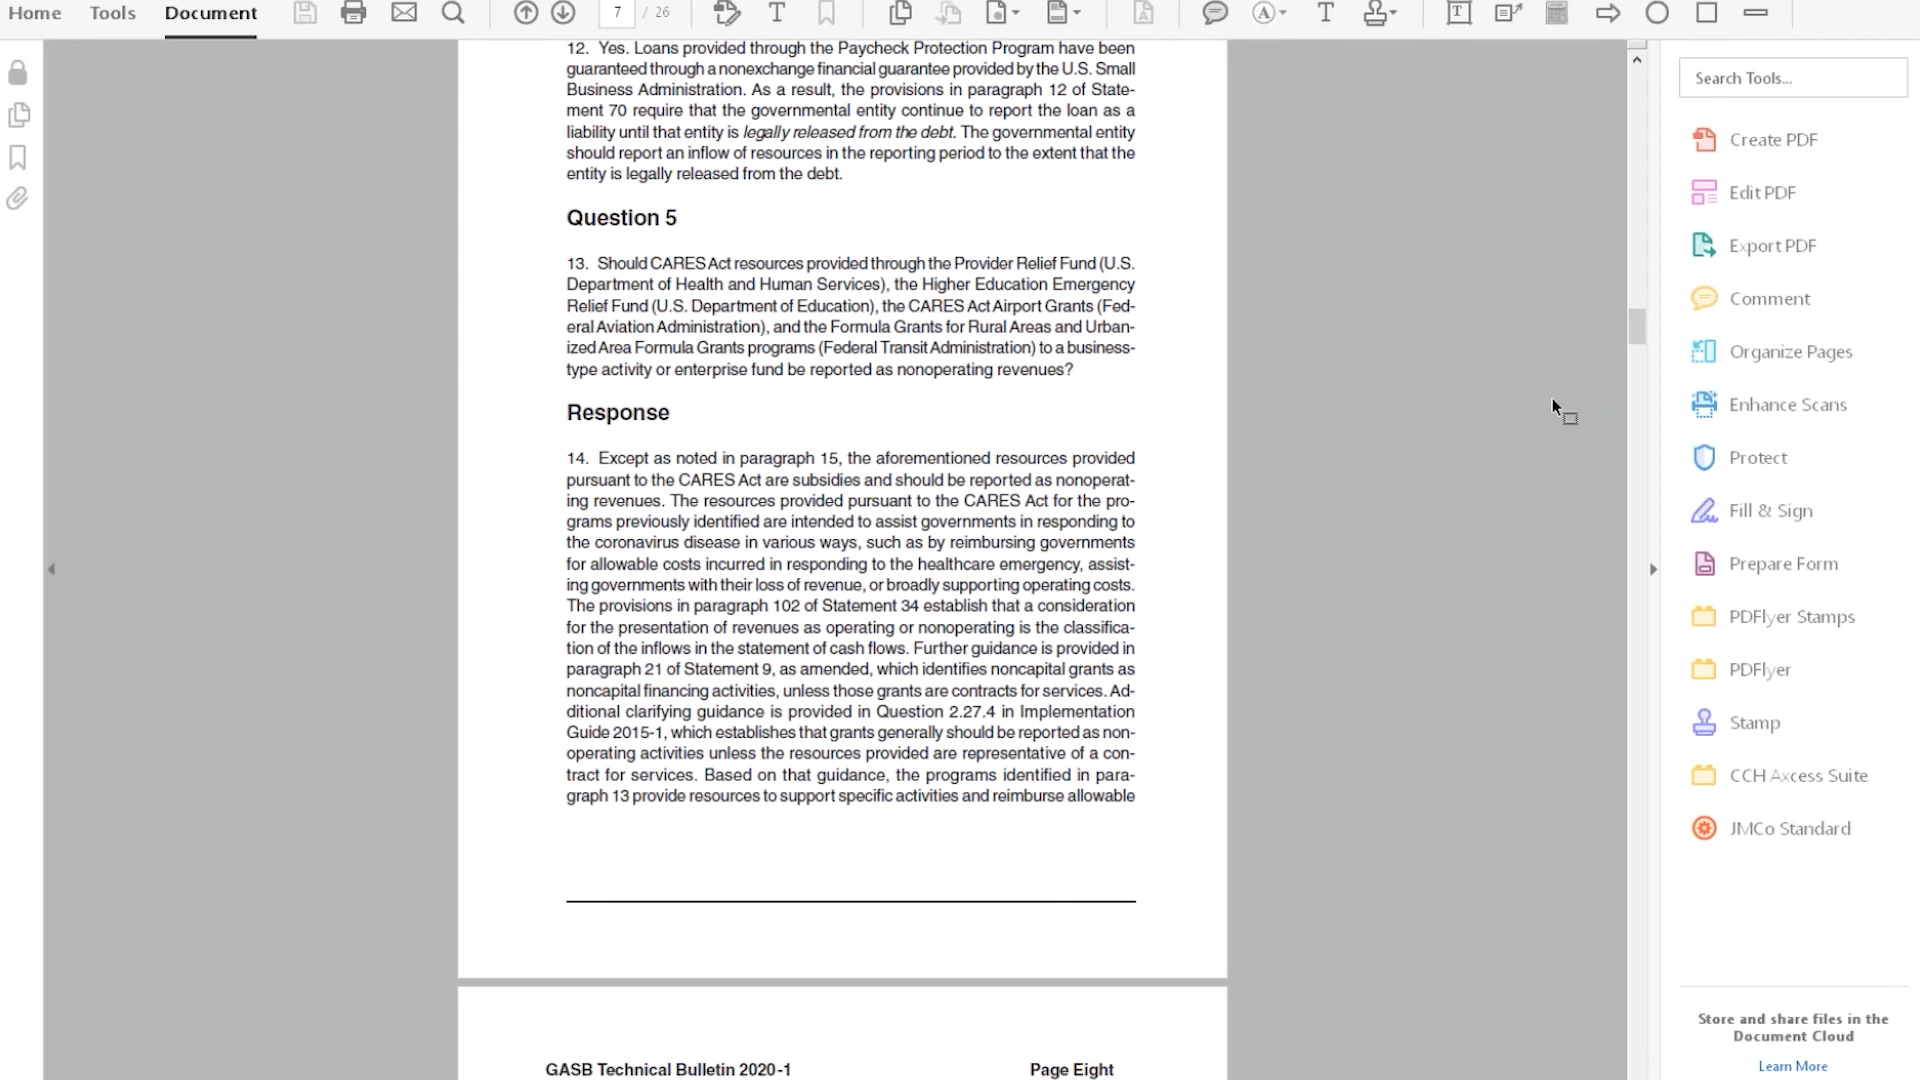 Home Tools Document 7 / 26
12. Yes. Loans provided through the Paycheck Protection Program have been
guaranteed through a nonexchange financial guarantee provided by the U.S. Small
Business Administration. As a result, the provisions in paragraph 12 of State-
ment 70 require that the governmental entity continue to report the loan as a
liability until that entity is legally released from the debt. The governmental entity
should report an inflow of resources in the reporting period to the extent that the
entity is legally released from the debt.
Question 5
13. Should CARES Act resources provided through the Provider Relief Fund (U.S.
Department of Health and Human Services), the Higher Education Emergency
Relief Fund (U.S. Department of Education), the CARES Act Airport Grants (Fed-
eral Aviation Administration), and the Formula Grants for Rural Areas and Urban-
ized Area Formula Grants programs (Federal Transit Administration) to a business-
type activity or enterprise fund be reported as nonoperating revenues?
Response
14. Except as noted in paragraph 15, the aforementioned resources provided
pursuant to the CARES Act are subsidies and should be reported as nonoperat-
ing revenues. The resources provided pursuant to the CARES Act for the pro-
grams previously identified are intended to assist governments in responding to
the coronavirus disease in various ways, such as by reimbursing governments
for allowable costs incurred in responding to the healthcare emergency, assist-
ing governments with their loss of revenue, or broadly supporting operating costs.
The provisions in paragraph 102 of Statement 34 establish that a consideration
for the presentation of revenues as operating or nonoperating is the classifica-
tion of the inflows in the statement of cash flows. Further guidance is provided in
paragraph 21 of Statement 9, as amended, which identifies noncapital grants as
noncapital financing activities, unless those grants are contracts for services. Ad-
ditional clarifying guidance is provided in Question 2.27.4 in Implementation
Guide 2015-1, which establishes that grants generally should be reported as non-
operating activities unless the resources provided are representative of a con-
tract for services. Based on that guidance, the programs identified in para-
graph 13 provide resources to support specific activities and reimburse allowable
GASB Technical Bulletin 2020-1 Page Eight
Search Tools...
Create PDF
Edit PDF
Export PDF
Comment
Organize Pages
Enhance Scans
Protect
Fill & Sign
Prepare Form
PDFlyer Stamps
PDFlyer
Stamp
CCH Axcess Suite
JMCo Standard
Store and share files in the
Document Cloud
Learn More